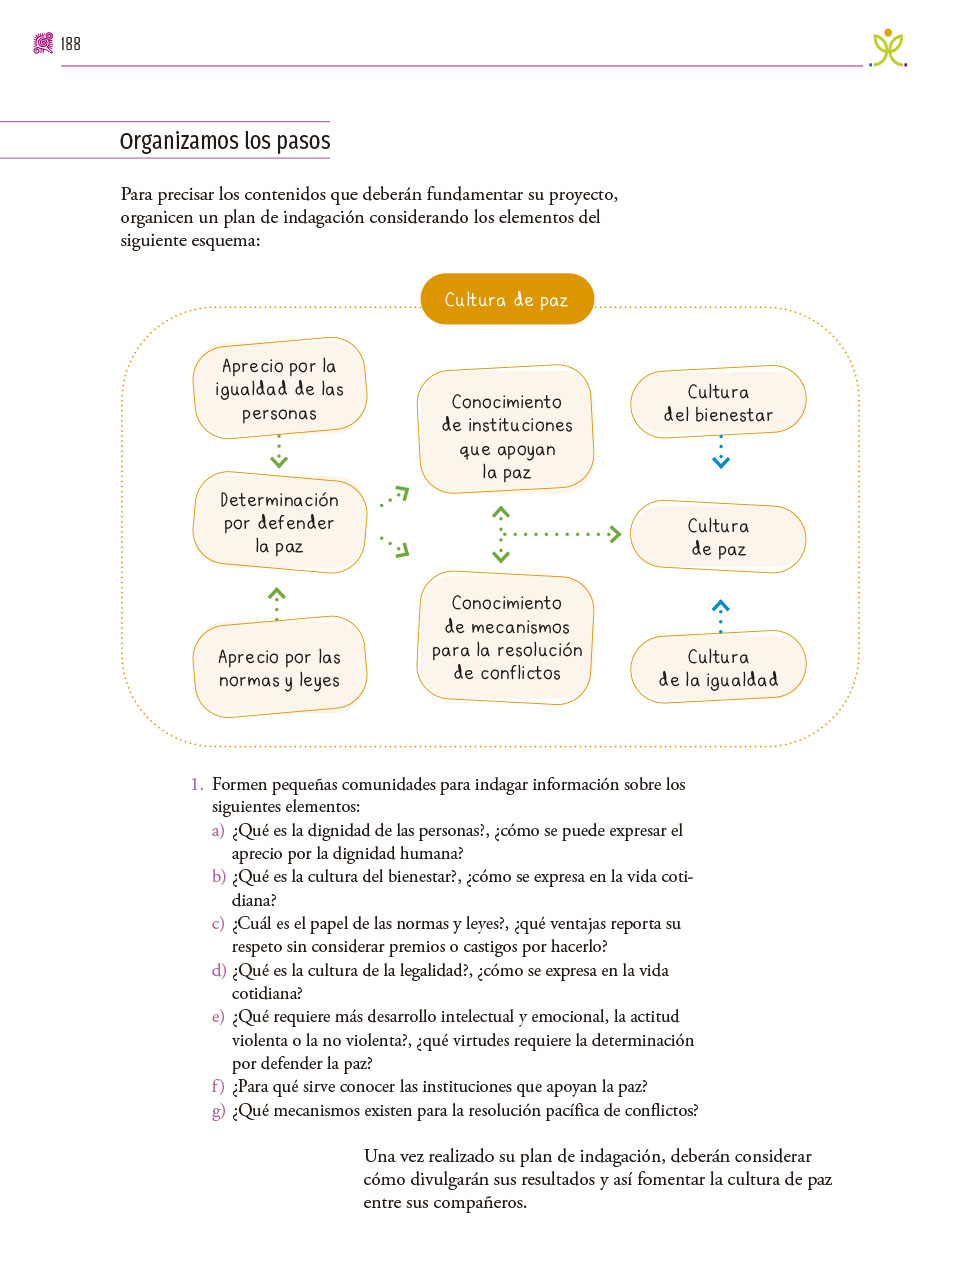 188
Organizamos los pasos
Para precisar los contenidos que deberán fundamentar su proyecto,
organicen un plan de indagación considerando los elementos del
siguiente esquema:
Cultura de paz
Aprecio por la
igualdad de las
personas
Determinación
por defender
la paz
Aprecio por las
normas y leyes
Conocimiento
de instituciones
que apoyan
la paz
Conocimiento
de mecanismos
para la resolución
de conflictos
Cultura
del bienestar
Cultura
de paz
Cultura
de la igualdad
1. Formen pequeñas comunidades para indagar información sobre los
siguientes elementos:
a) ¿Qué es la dignidad de las personas?, ¿cómo se puede expresar el
aprecio por la dignidad humana?
b) ¿Qué es la cultura del bienestar?, ¿cómo se expresa en la vida coti-
diana?
c) ¿Cuál es el papel de las normas y leyes?, ¿qué ventajas reporta su
respeto sin considerar premios o castigos por hacerlo?
d) ¿Qué es la cultura de la legalidad?, ¿cómo se expresa en la vida
cotidiana?
e) ¿Qué requiere más desarrollo intelectual y emocional, la actitud
violenta o la no violenta?, ¿qué virtudes requiere la determinación
por defender la paz?
f) ¿Para qué sirve conocer las instituciones que apoyan la paz?
g) ¿Qué mecanismos existen para la resolución pacífica de conflictos?
Una vez realizado su plan de indagación, deberán considerar
cómo divulgarán sus resultados y así fomentar la cultura de paz
entre sus compañeros.